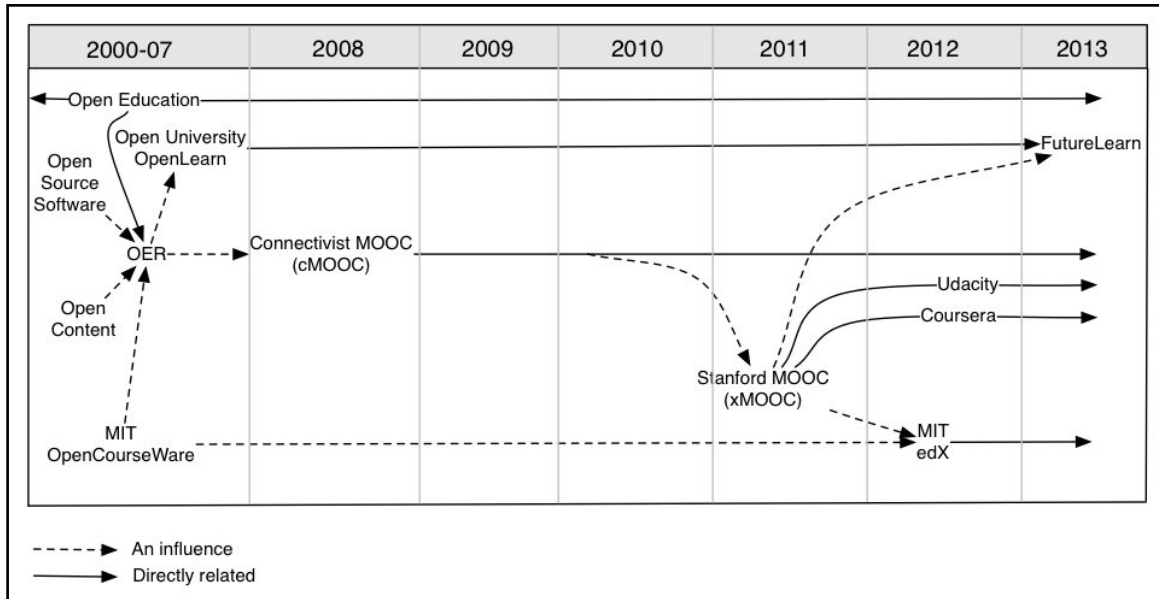 2000-07 2008 2009 2010 2011 2012 2013
Open Education
Open University
OpenLearn
FutureLearn
Open
Source
Software
OER
Connectivist MOOC
(cMOOC)
Udacity
Open
Content
Coursera
Stanford MOOC
(xMOOC)
MIT
OpenCourseWare
MIT
edX
An influence
Directly related